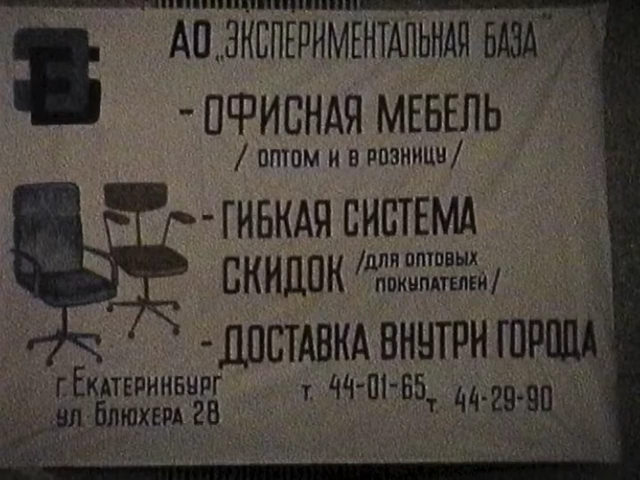 АО „ЭКСПЕРИМЕНТАЛЬНАЯ БАЗА"
- ОФИСНАЯ МЕБЕЛЬ
/ ОПТОМ И В РОЗНИЦУ /
- ГИБКАЯ СИСТЕМА
СКИДОК /ДЛЯ ОПТОВЫХ
ПОКУПАТЕЛЕЙ/
- ДОСТАВКА ВНУТРИ ГОРОДА
г. ЕКАТЕРИНБУРГ
ул. БЛЮХЕРА 28
т. 44-01-65, т. 44-29-90